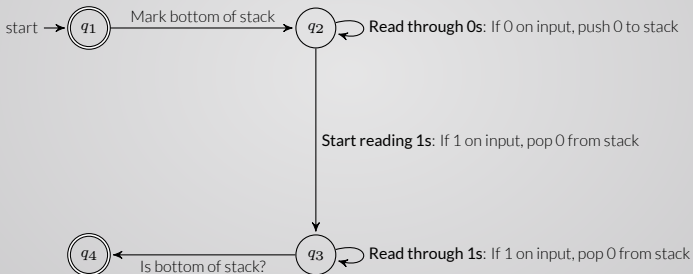 start q1 Mark bottom of stack q2 Read through 0s: If 0 on input, push 0 to stack
Start reading 1s: If 1 on input, pop 0 from stack
q4 Is bottom of stack? q3 Read through 1s: If 1 on input, pop 0 from stack